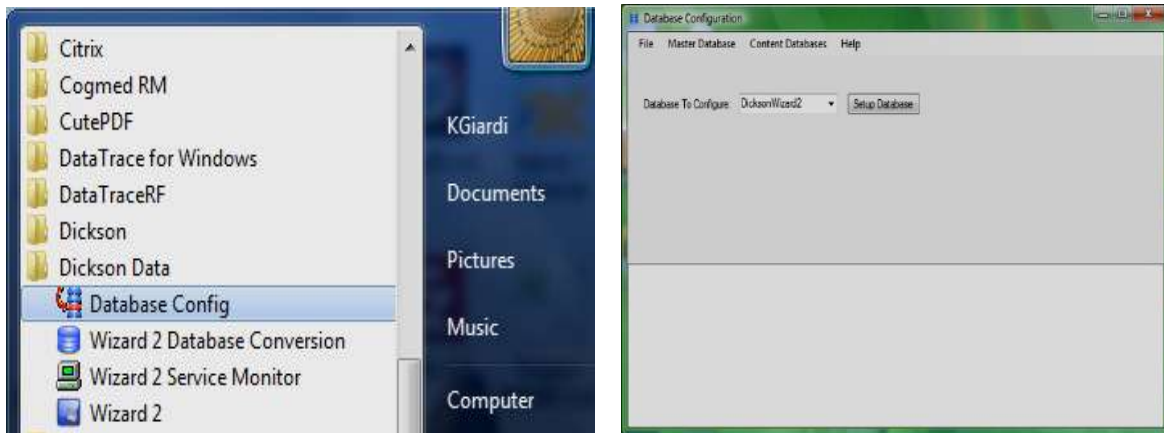 Citrix
Cogmed RM
CutePDF
DataTrace for Windows
DataTraceRF
Dickson
Dickson Data
Database Config
Wizard 2 Database Conversion
Wizard 2 Service Monitor
Wizard 2
KGiardi
Documents
Pictures
Music
Computer
Database Configuration
File Master Database Content Databases Help
Database To Configure: DicksonWizard2 Setup Database